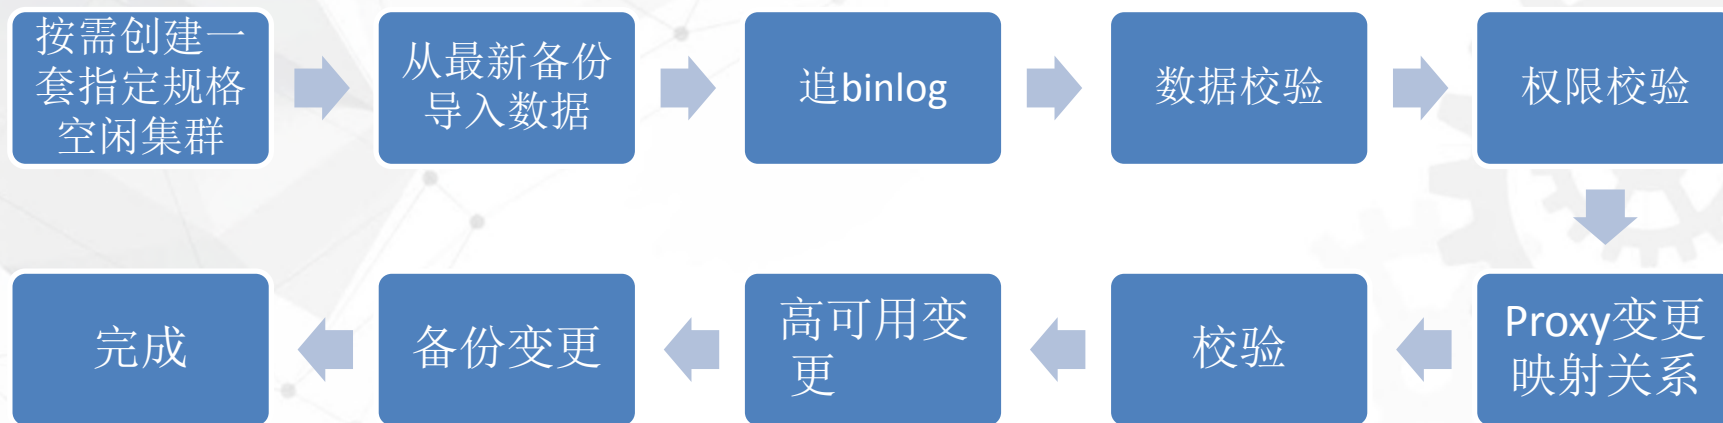 按需创建一
套指定规格
空闲集群
从最新备份
导入数据
追binlog
数据校验
权限校验
Proxy变更
映射关系
校验
高可用变
更
备份变更
完成